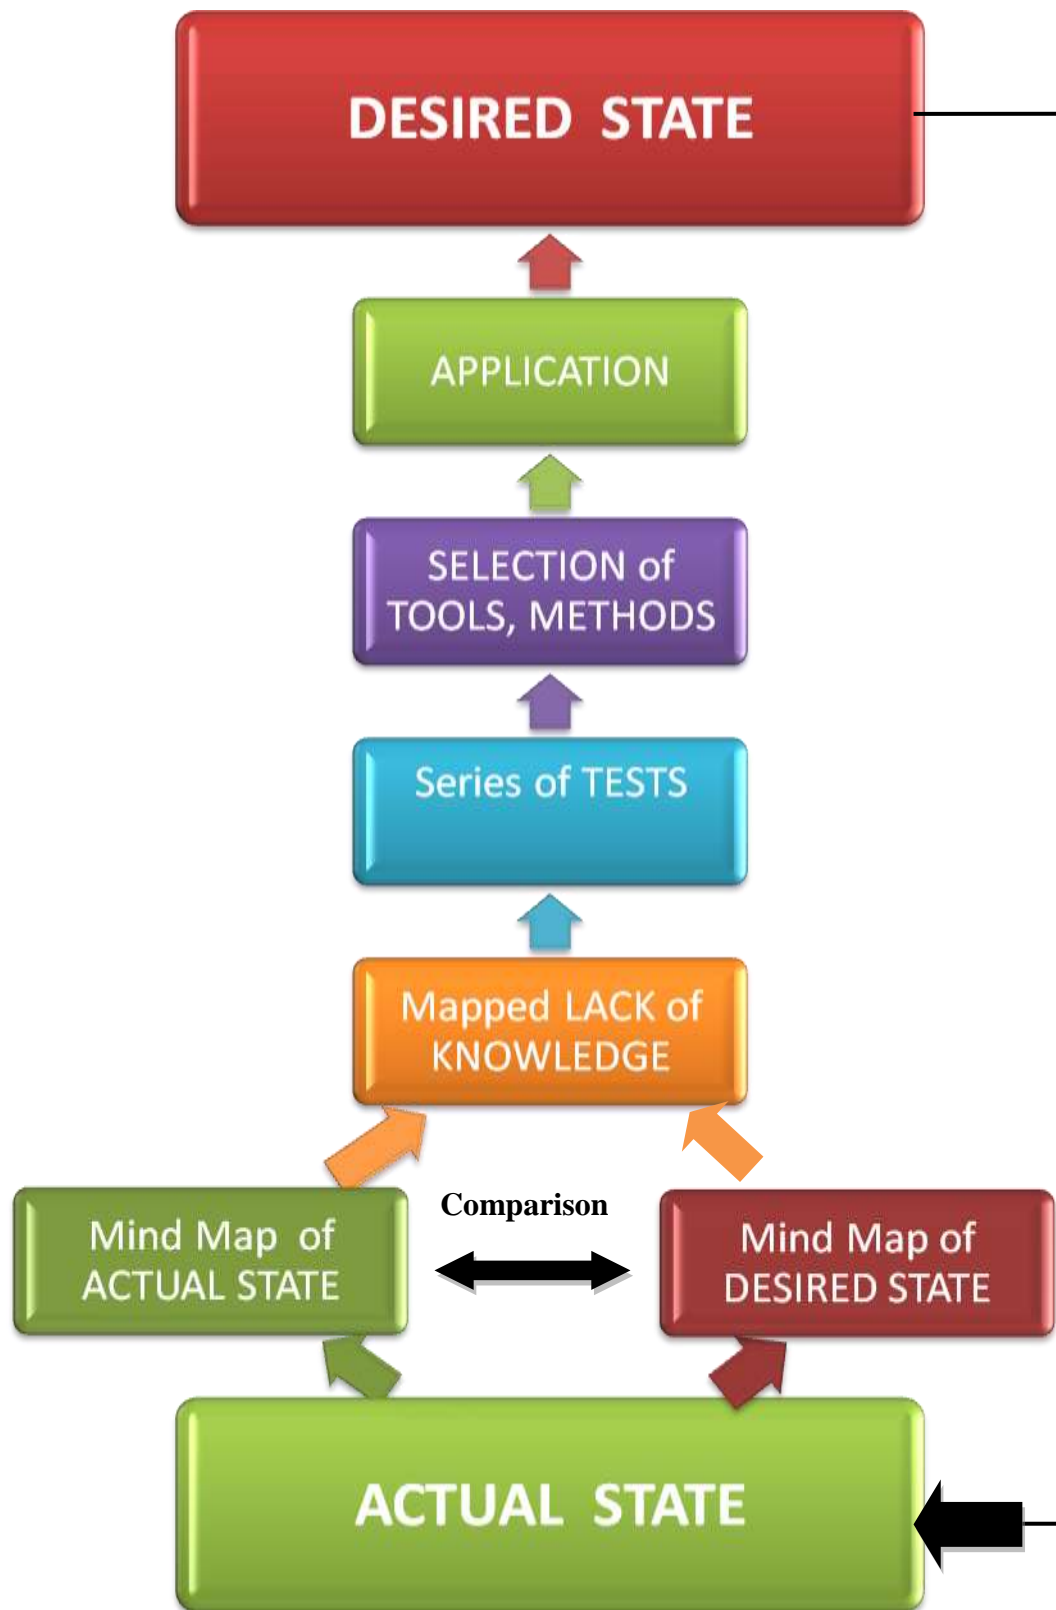 DESIRED STATE
APPLICATION
SELECTION of
TOOLS, METHODS
Series of TESTS
Mapped LACK of
KNOWLEDGE
Comparison
Mind Map of
ACTUAL STATE
Mind Map of
DESIRED STATE
ACTUAL STATE